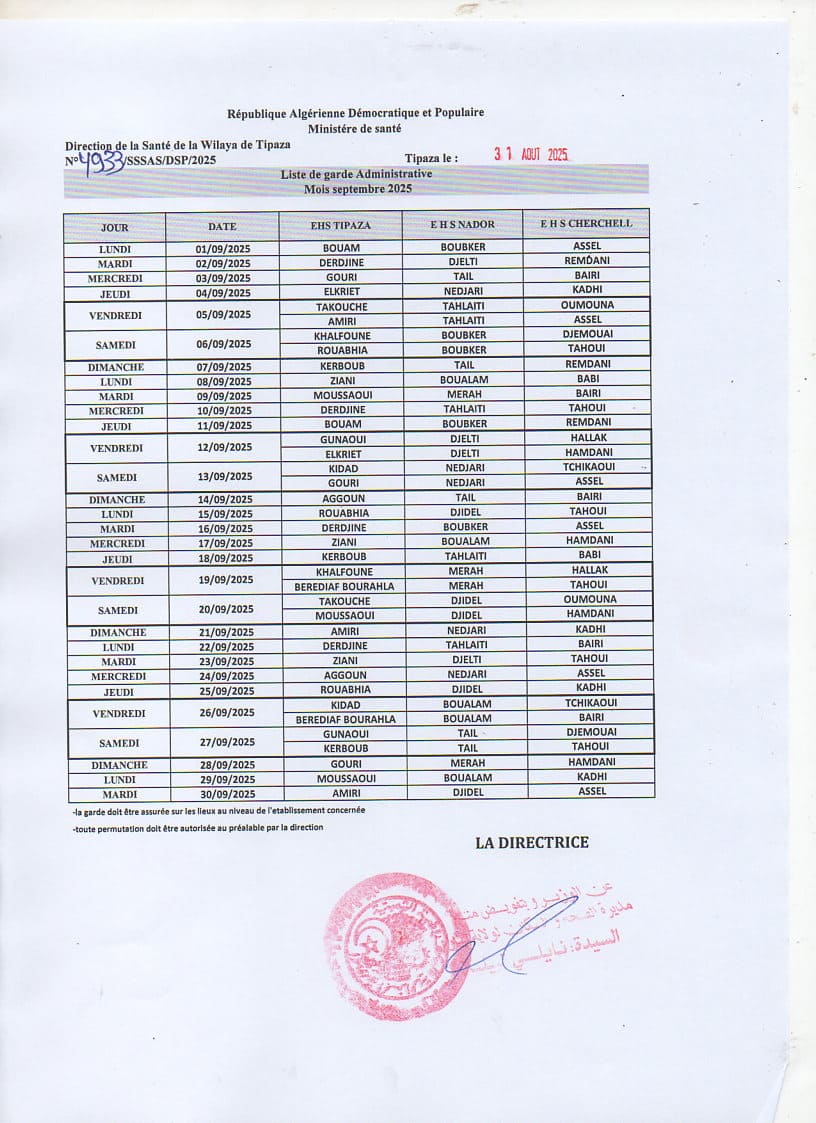 République Algérienne Démocratique et Populaire
Ministére de santé
Direction de la Santé de la Wilaya de Tipaza
N° 4933/SSSAS/DSP/2025 Tipaza le : 31 AOUT 2025
Liste de garde Administrative
Mois septembre 2025
JOUR DATE EHS TIPAZA E H S NADOR E H S CHERCHELL
LUNDI 01/09/2025 BOUAM BOUBKER ASSEL
MARDI 02/09/2025 DERDJINE DJELTI REMDANI
MERCREDI 03/09/2025 GOURI TAIL BAIRI
JEUDI 04/09/2025 ELKRIET NEDJARI KADHI
VENDREDI 05/09/2025 TAKOUCHE TAHLAITI OUMOUNA
AMIRI TAHLAITI ASSEL
SAMEDI 06/09/2025 KHALFOUNE BOUBKER DJEMOUAI
ROUABHIA BOUBKER TAHOUI
DIMANCHE 07/09/2025 KERBOUB TAIL REMDANI
LUNDI 08/09/2025 ZIANI BOUALAM BABI
MARDI 09/09/2025 MOUSSAOUI MERAH BAIRI
MERCREDI 10/09/2025 DERDJINE TAHLAITI TAHOUI
JEUDI 11/09/2025 BOUAM BOUBKER REMDANI
VENDREDI 12/09/2025 GUNAOUI DJELTI HALLAK
ELKRIET DJELTI HAMDANI
SAMEDI 13/09/2025 KIDAD NEDJARI TCHIKAOUI
GOURI NEDJARI ASSEL
DIMANCHE 14/09/2025 AGGOUN TAIL BAIRI
LUNDI 15/09/2025 ROUABHIA DJIDEL TAHOUI
MARDI 16/09/2025 DERDJINE BOUBKER ASSEL
MERCREDI 17/09/2025 ZIANI BOUALAM HAMDANI
JEUDI 18/09/2025 KERBOUB TAHLAITI BABI
VENDREDI 19/09/2025 KHALFOUNE MERAH HALLAK
BEREDIAF BOURAHLA MERAH TAHOUI
SAMEDI 20/09/2025 TAKOUCHE DJIDEL OUMOUNA
MOUSSAOUI DJIDEL HAMDANI
DIMANCHE 21/09/2025 AMIRI NEDJARI KADHI
LUNDI 22/09/2025 DERDJINE TAHLAITI BAIRI
MARDI 23/09/2025 ZIANI DJELTI TAHOUI
MERCREDI 24/09/2025 AGGOUN NEDJARI ASSEL
JEUDI 25/09/2025 ROUABHIA DJIDEL KADHI
VENDREDI 26/09/2025 KIDAD BOUALAM TCHIKAOUI
BEREDIAF BOURAHLA BOUALAM BAIRI
SAMEDI 27/09/2025 GUNAOUI TAIL DJEMOUAI
KERBOUB TAIL TAHOUI
DIMANCHE 28/09/2025 GOURI MERAH HAMDANI
LUNDI 29/09/2025 MOUSSAOUI BOUALAM KADHI
MARDI 30/09/2025 AMIRI DJIDEL ASSEL
-la garde doit être assurée sur les lieux au niveau de l'etablissement concernée
-toute permutation doit être autorisée au préalable par la direction
LA DIRECTRICE
عن الوزير و بتفويض منه
مديرة الصحة و السكان لولاية
السيدة: نايلي